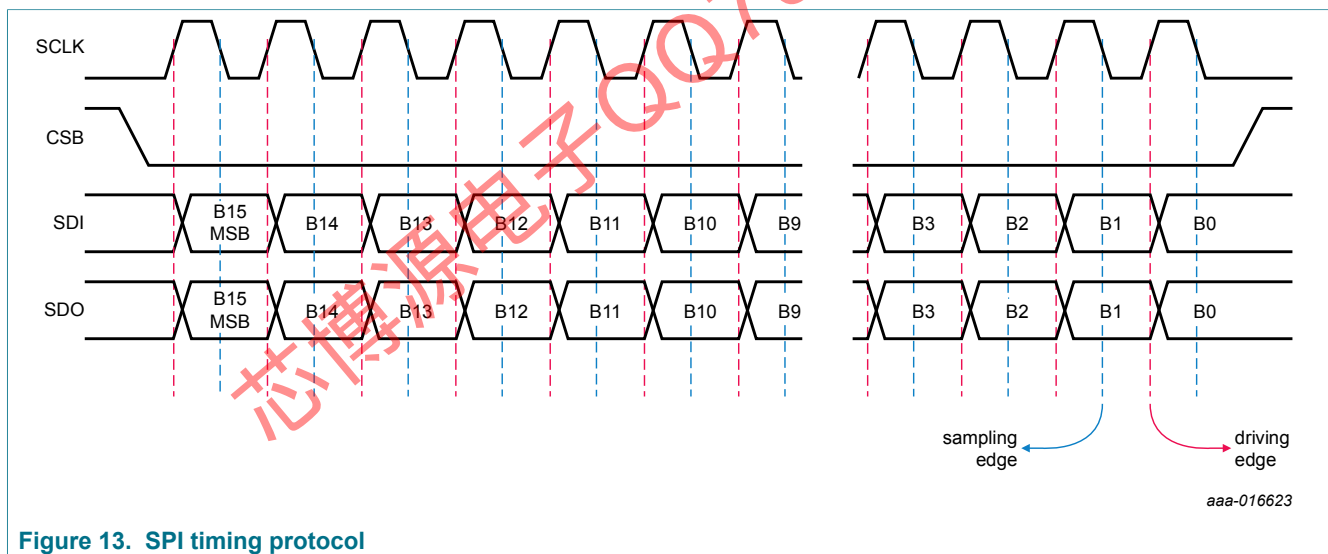 SCLK
CSB
SDI
B15
MSB
B14
B13
B12
B11
B10
B9
B3
B2
B1
B0
SDO
B15
MSB
B14
B13
B12
B11
B10
B9
B3
B2
B1
B0
sampling
edge
driving
edge
aaa-016623
Figure 13. SPI timing protocol
芯博源电子QQ7